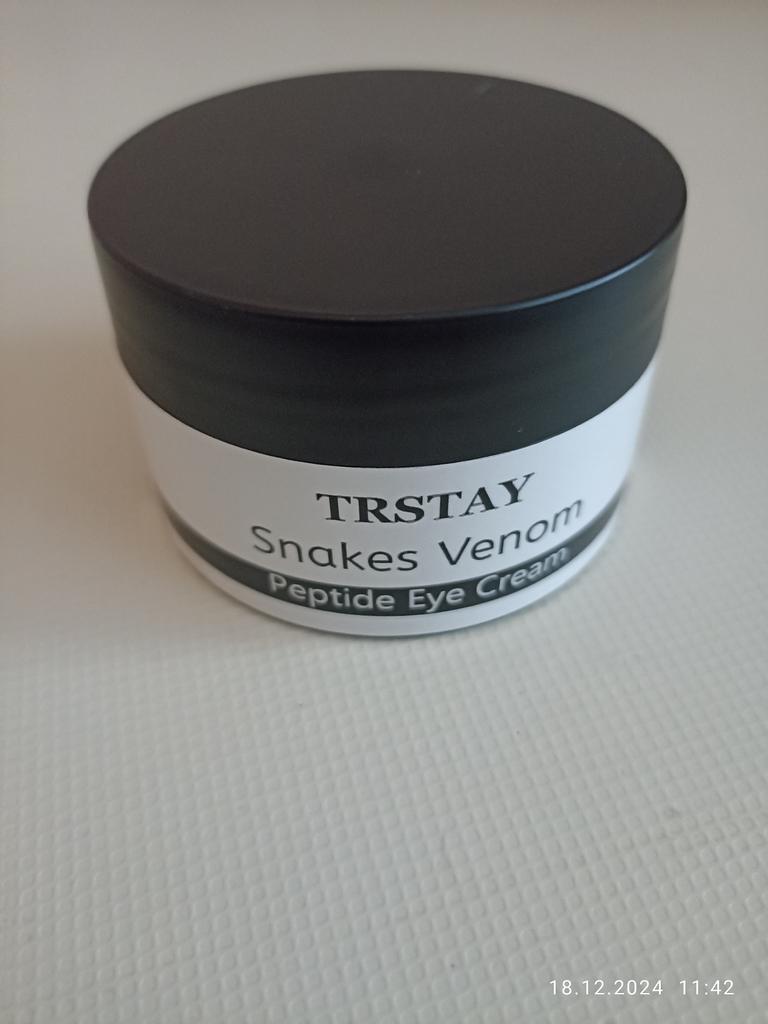 TRSTAY
Snakes Venom
Peptide Eye Cream
18.12.2024 11:42